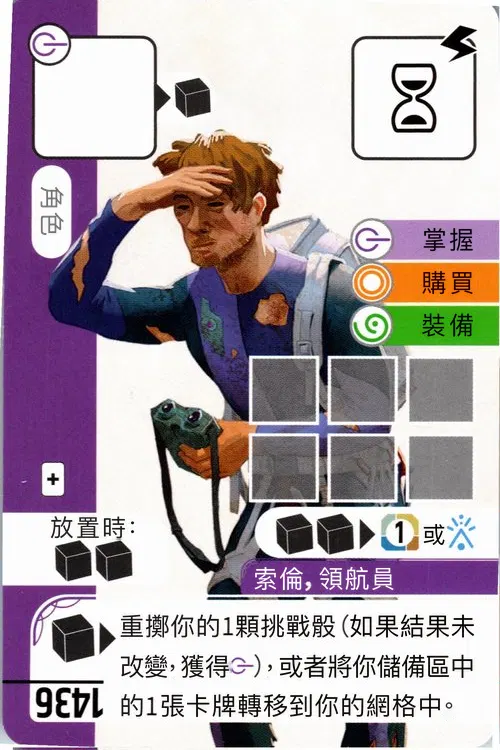 角色
掌握
購買
裝備
+
放置時:
1 或
索倫, 領航員
重擲你的1顆挑戰骰 (如果結果未
改變, 獲得), 或者將你儲備區中
的1張卡牌轉移到你的網格中。
1436